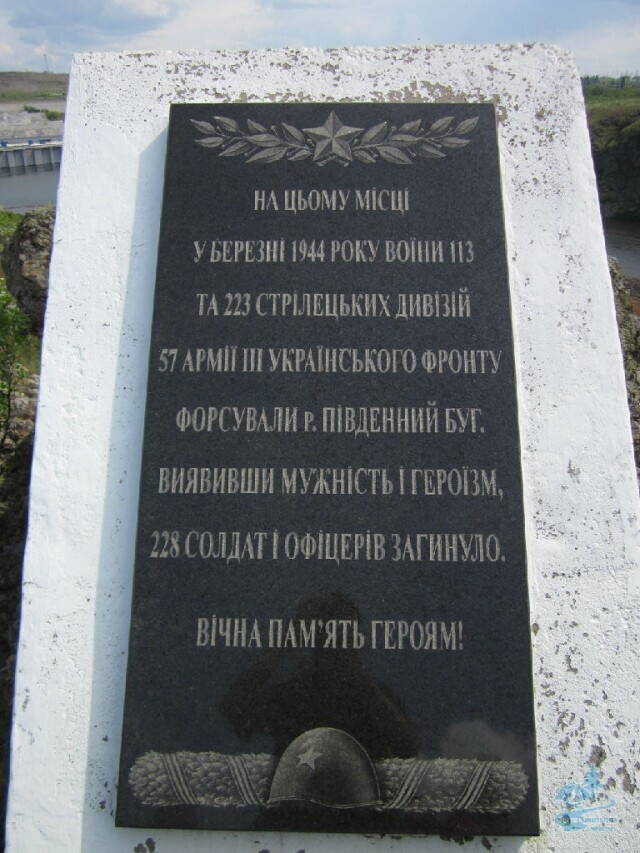 НА ЦЬОМУ МІСЦІ
У БЕРЕЗНІ 1944 РОКУ ВОЇНИ 113
ТА 223 СТРІЛЕЦЬКИХ ДИВІЗІЙ
57 АРМІЇ ІІІ УКРАЇНСЬКОГО ФРОНТУ
ФОРСУВАЛИ р. ПІВДЕННИЙ БУГ.
ВИЯВИВШИ МУЖНІСТЬ І ГЕРОЇЗМ,
228 СОЛДАТ І ОФІЦЕРІВ ЗАГИНУЛО.
ВІЧНА ПАМ’ЯТЬ ГЕРОЯМ!